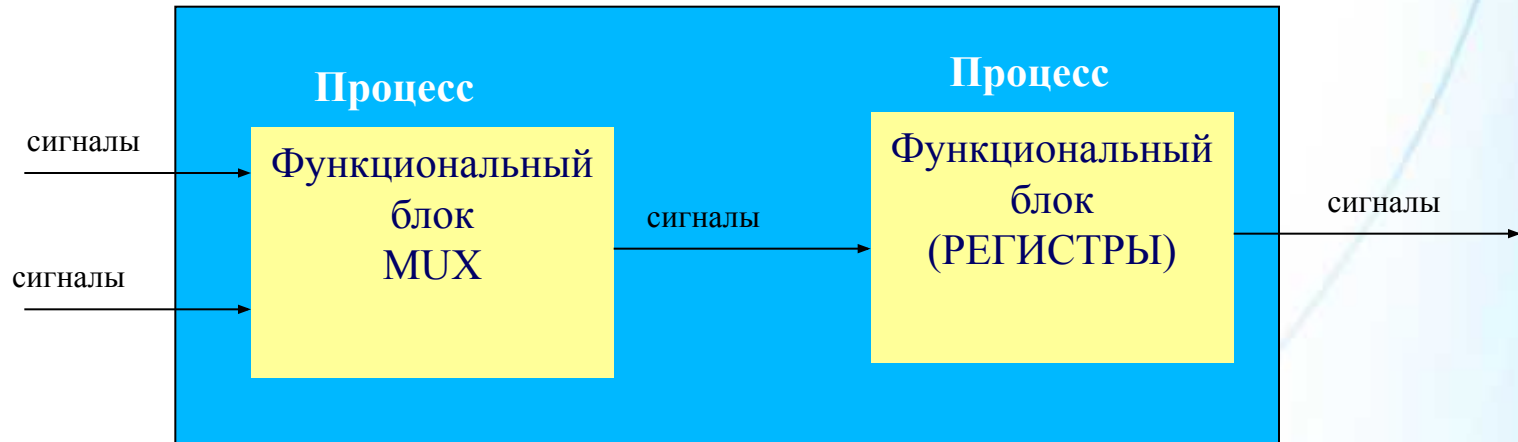 Процесс
Процесс
сигналы
Функциональный
блок
MUX
сигналы
сигналы
Функциональный
блок
(РЕГИСТРЫ)
сигналы